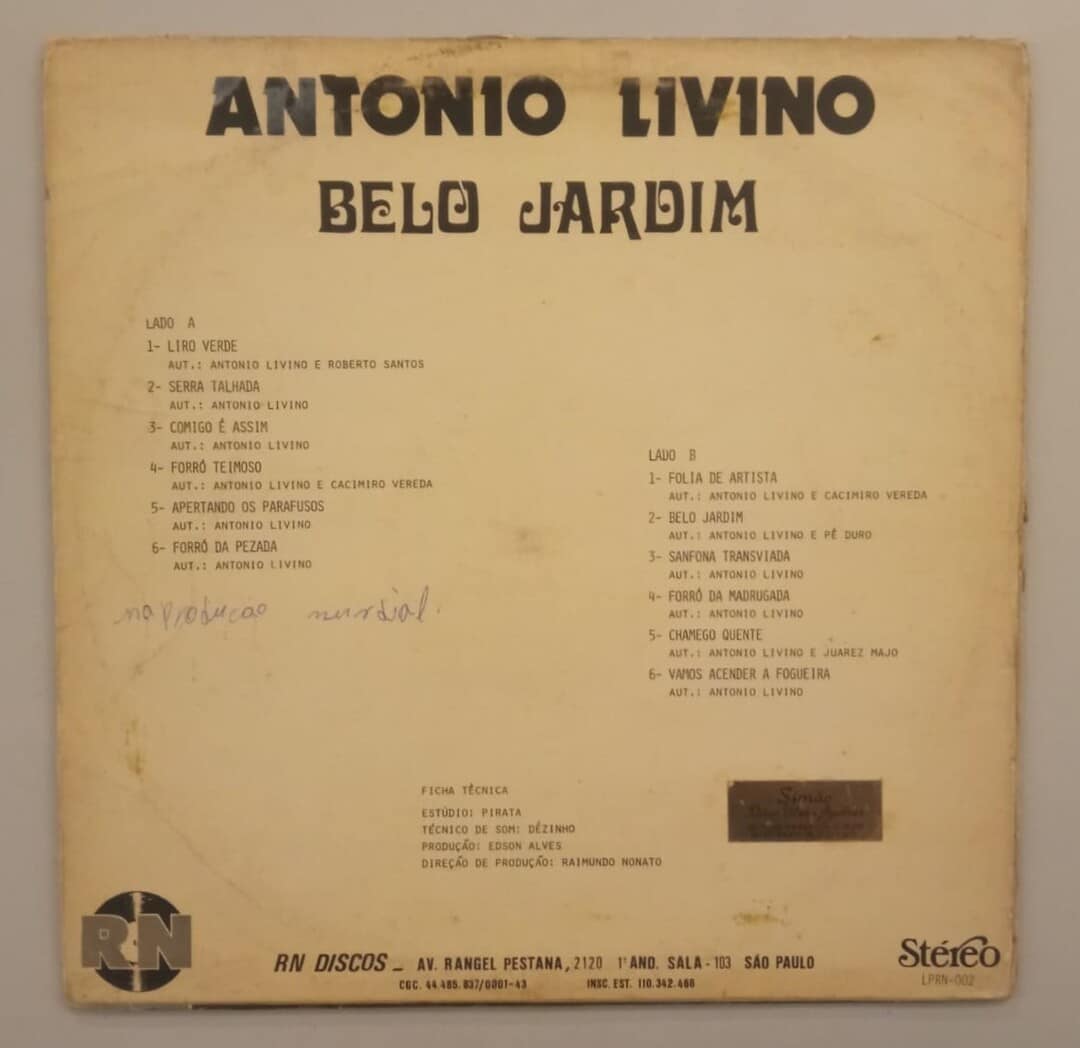 ANTONIO LIVINO
BELO JARDIM
LADO A
1- LIRO VERDE
AUT.: ANTONIO LIVINO E ROBERTO SANTOS
2- SERRA TALHADA
AUT.: ANTONIO LIVINO
3- COMIGO É ASSIM
AUT.: ANTONIO LIVINO
4- FORRÓ TEIMOSO
AUT.: ANTONIO LIVINO E CACIMIRO VEREDA
5- APERTANDO OS PARAFUSOS
AUT.: ANTONIO LIVINO
6- FORRÓ DA PEZADA
AUT.: ANTONIO LIVINO
LADO B
1- FOLIA DE ARTISTA
AUT.: ANTONIO LIVINO E CACIMIRO VEREDA
2- BELO JARDIM
AUT.: ANTONIO LIVINO E PÊ DURO
3- SANFONA TRANSVIADA
AUT.: ANTONIO LIVINO
4- FORRÓ DA MADRUGADA
AUT.: ANTONIO LIVINO
5- CHAMEGO QUENTE
AUT.: ANTONIO LIVINO E JUAREZ MAJO
6- VAMOS ACENDER A FOGUEIRA
AUT.: ANTONIO LIVINO
FICHA TÊCNICA
ESTÚDIO: PIRATA
TÉCNICO DE SOM: DÉZINHO
PRODUÇÃO: EDSON ALVES
DIREÇÃO DE PRODUÇÃO: RAIMUNDO NONATO
Simão
RN
RN DISCOS - AV. RANGEL PESTANA, 2120 1º AND. SALA - 103 SÃO PAULO
CGC. 44.485.837/0001-43 INSC. EST. 110.342.466
Stéreo
LPRN-002